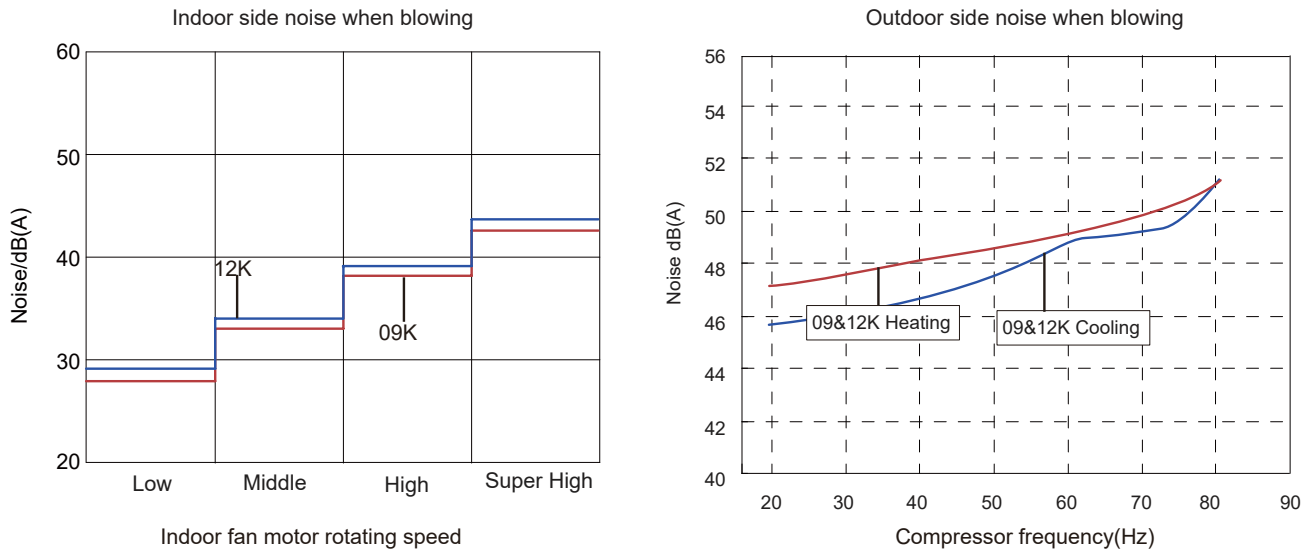 Indoor side noise when blowing
60
50
40
30
20
Noise/dB(A)
12K
09K
Low
Middle
High
Super High
Indoor fan motor rotating speed
Outdoor side noise when blowing
56
54
52
50
48
46
44
42
40
Noise dB(A)
09&12K Heating
09&12K Cooling
20
30
40
50
60
70
80
90
Compressor frequency(Hz)